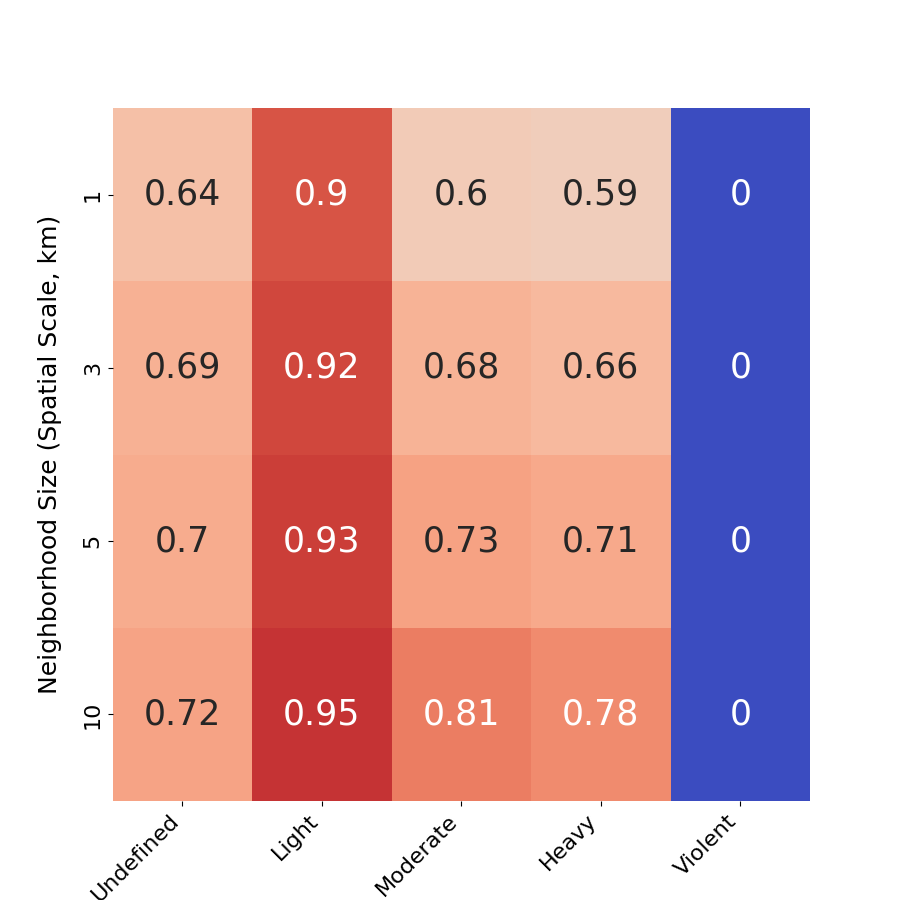 Neighborhood Size (Spatial Scale, km)
1 0.64 0.9 0.6 0.59 0
3 0.69 0.92 0.68 0.66 0
5 0.7 0.93 0.73 0.71 0
10 0.72 0.95 0.81 0.78 0
Undefined Light Moderate Heavy Violent